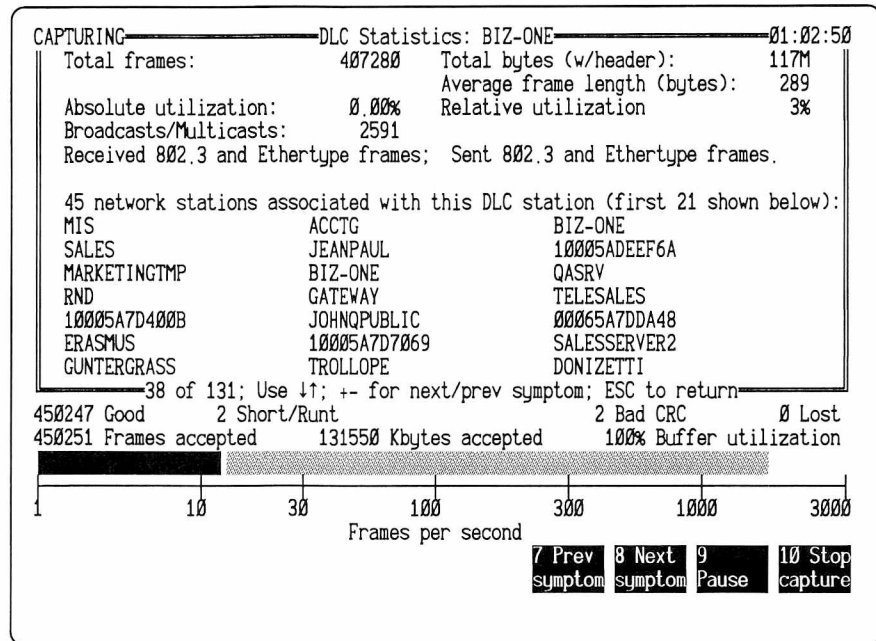 CAPTURING DLC Statistics: BIZ-ONE 01:02:50
Total frames: 407280 Total bytes (w/header): 117M
Average frame length (bytes): 289
Absolute utilization: 0.00% Relative utilization 3%
Broadcasts/Multicasts: 2591
Received 802.3 and Ethertype frames; Sent 802.3 and Ethertype frames.
45 network stations associated with this DLC station (first 21 shown below):
MIS ACCTG BIZ-ONE
SALES JEANPAUL 10005ADEEF6A
MARKETINGTMP BIZ-ONE QASRV
RND GATEWAY TELESALES
10005A7D400B JOHNQPUBLIC 00065A7DDA48
ERASMUS 10005A7D7069 SALESSERVER2
GUNTERGRASS TROLLOPE DONIZETTI
38 of 131; Use ↓↑; +- for next/prev symptom; ESC to return
450247 Good 2 Short/Runt 2 Bad CRC 0 Lost
450251 Frames accepted 131550 Kbytes accepted 100% Buffer utilization
1 10 30 100 300 1000 3000
Frames per second
7 Prev 8 Next 9 10 Stop
symptom symptom Pause capture